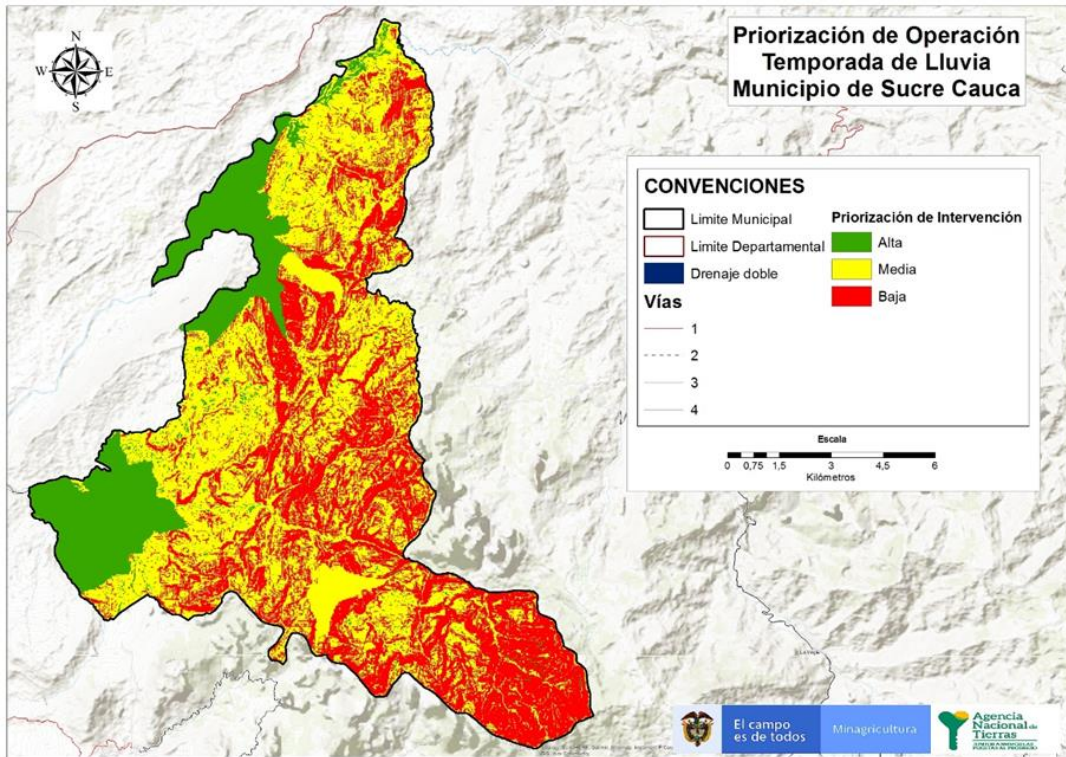 Priorización de Operación
Temporada de Lluvia
Municipio de Sucre Cauca
N
W E
S
CONVENCIONES
Limite Municipal
Limite Departamental
Drenaje doble
Vías
1
2
3
4
Priorización de Intervención
Alta
Media
Baja
Escala
0 0,75 1,5 3 4,5 6
Kilómetros
El campo
es de todos
Minagricultura
Agencia
Nacional de
Tierras